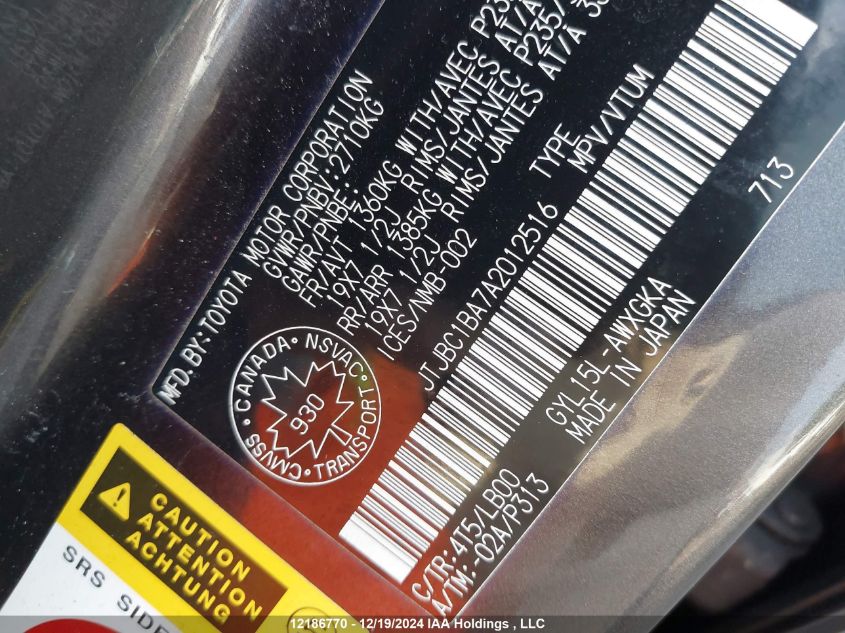 MFD. BY: TOYOTA MOTOR CORPORATION
GVWR/PNBV: 2710KG
GAWR/PNBE:
FR/AVT 1360KG WITH/AVEC
19X7 1/2J RIMS/JANTES AT/A
RR/ARR 1385KG WITH/AVEC P235/
19X7 1/2J RIMS/JANTES AT/A
ICES/NMB-002
CANADA · NSVAC · TRANSPORT · CMVSS
930
JTJBC1BA7A2012516
TYPE
MPV/VTUM
713
GYL15L-AWXGKA
MADE IN JAPAN
C/TR:4T5/LB00
A/TM:-02A/P313
CAUTION
ATTENTION
ACHTUNG
SRS SIDE
12186770 - 12/19/2024 IAA Holdings , LLC